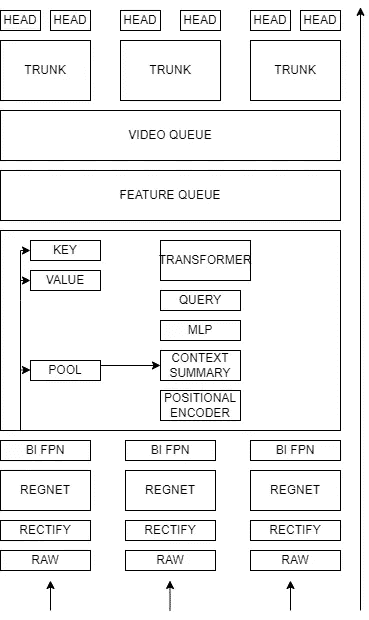 HEAD HEAD HEAD HEAD HEAD HEAD
TRUNK TRUNK TRUNK
VIDEO QUEUE
FEATURE QUEUE
KEY
TRANSFORMER
VALUE
QUERY
MLP
POOL
CONTEXT
SUMMARY
POSITIONAL
ENCODER
BI FPN BI FPN BI FPN
REGNET REGNET REGNET
RECTIFY RECTIFY RECTIFY
RAW RAW RAW